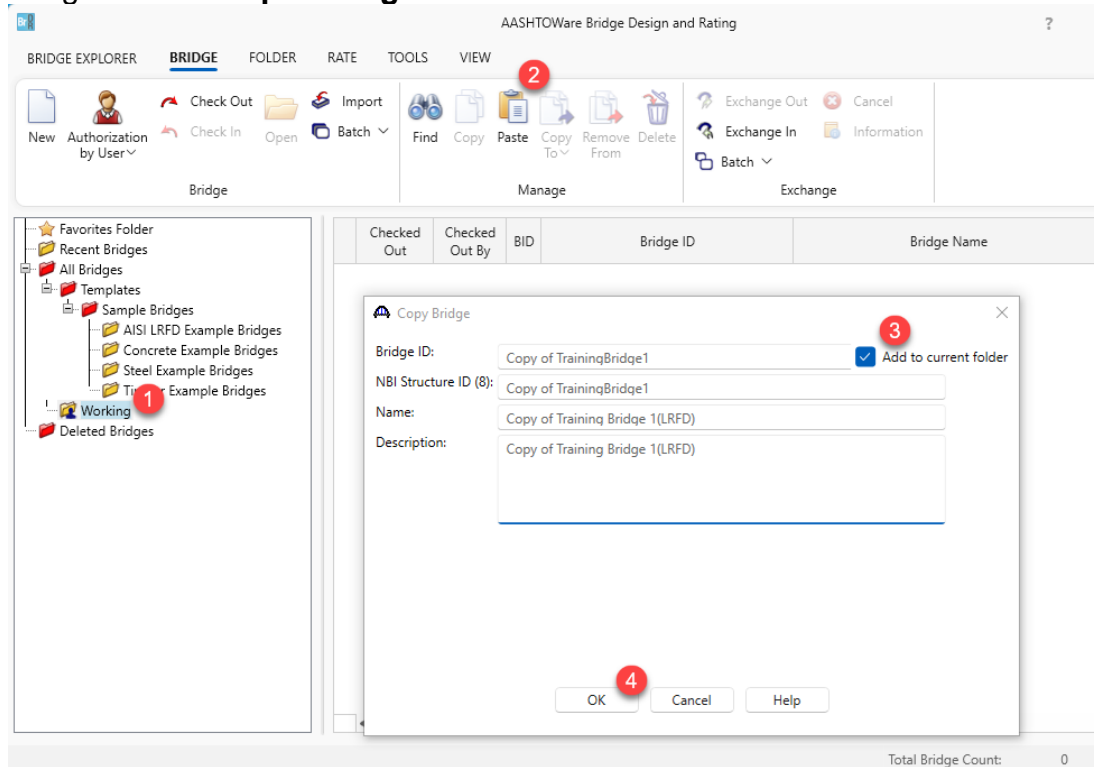 Br
AASHTOWare Bridge Design and Rating
?
BRIDGE EXPLORER BRIDGE FOLDER RATE TOOLS VIEW
2
New
Authorization by User
Check Out
Check In
Open
Import
Batch
Find
Copy
Paste
Copy To
Remove From
Delete
Exchange Out
Exchange In
Batch
Cancel
Information
Bridge
Manage
Exchange
Favorites Folder
Recent Bridges
All Bridges
Templates
Sample Bridges
AISI LRFD Example Bridges
Concrete Example Bridges
Steel Example Bridges
Example Bridges
1
Working
Deleted Bridges
Checked Out
Checked Out By
BID
Bridge ID
Bridge Name
Copy Bridge
3
Bridge ID: Copy of TrainingBridge1 Add to current folder
NBI Structure ID (8): Copy of TrainingBridge1
Name: Copy of Training Bridge 1(LRFD)
Description: Copy of Training Bridge 1(LRFD)
4
OK Cancel Help
Total Bridge Count: 0